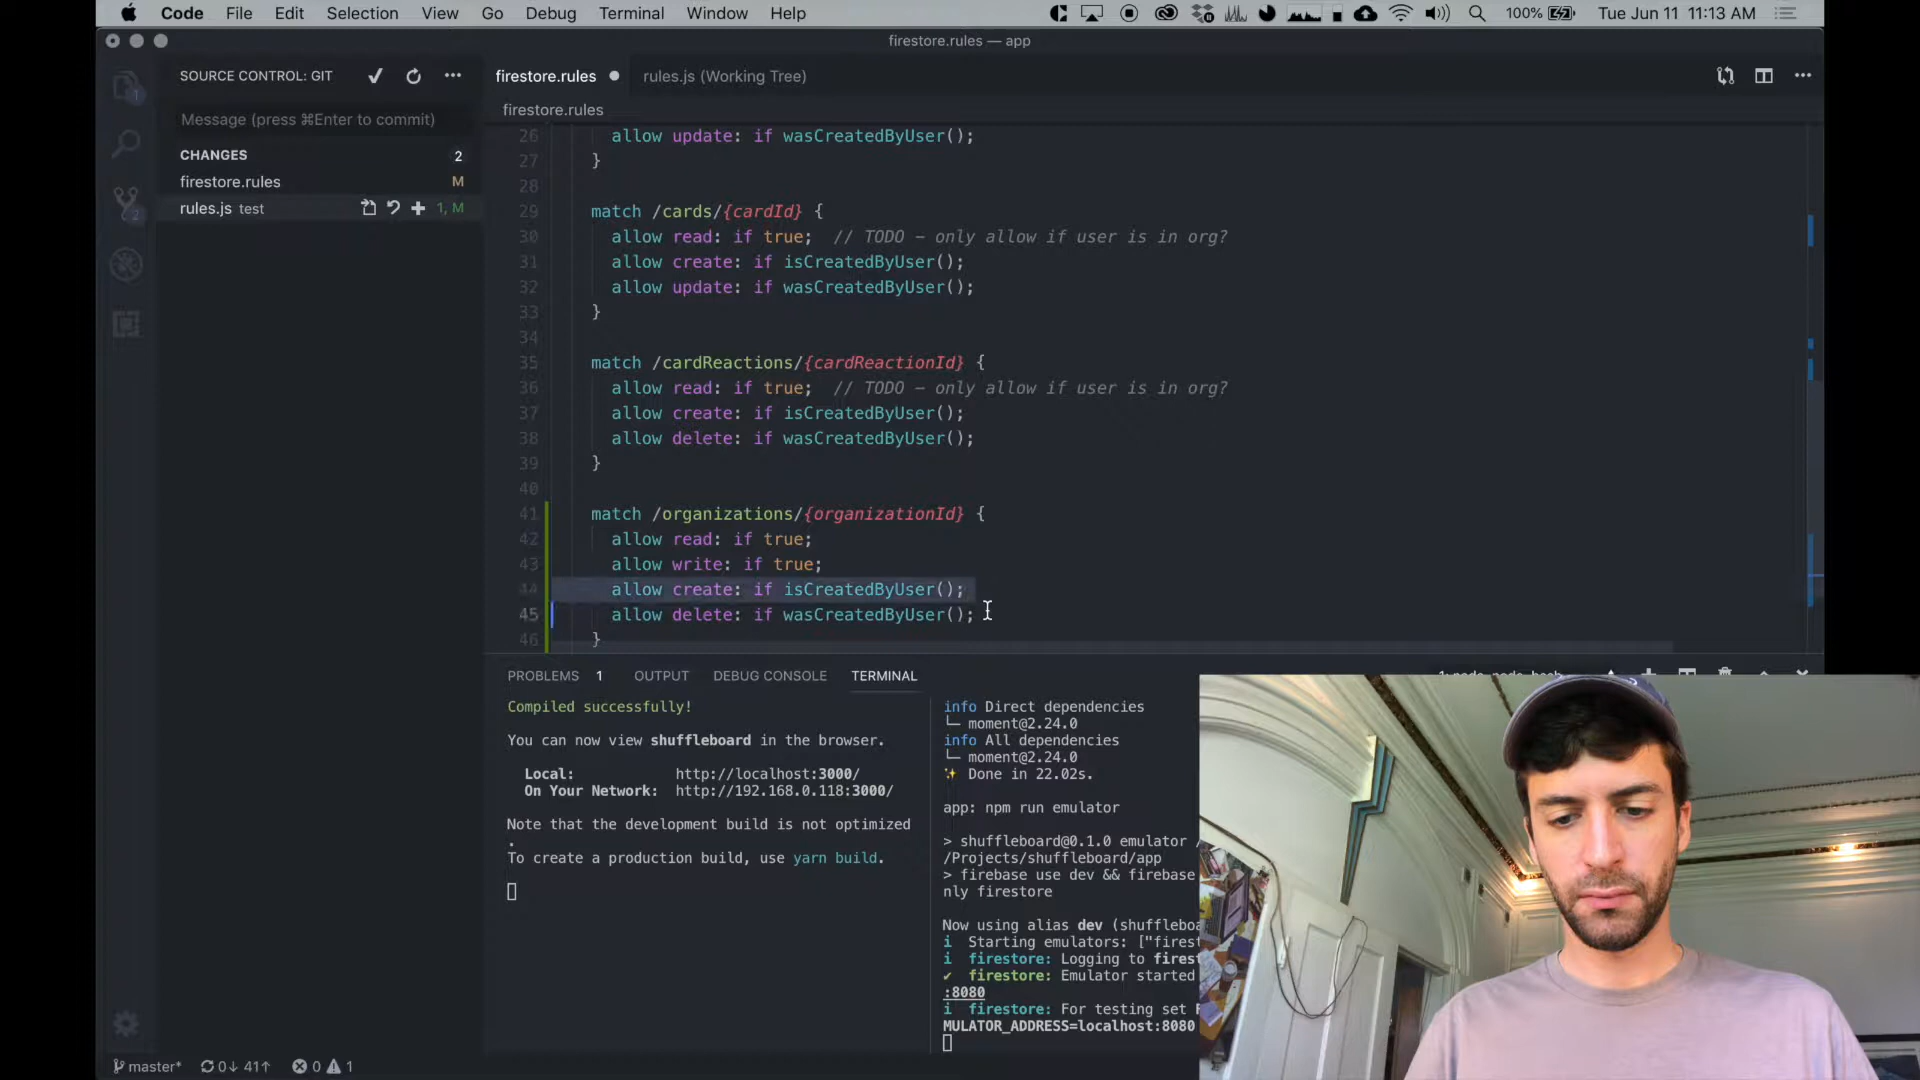 Code File Edit Selection View Go Debug Terminal Window Help
100% Tue Jun 11 11:13 AM
firestore.rules — app
SOURCE CONTROL: GIT
Message (press ⌘Enter to commit)
CHANGES 2
firestore.rules M
rules.js test 1, M
firestore.rules rules.js (Working Tree)
firestore.rules
26 allow update: if wasCreatedByUser();
27 }
28
29 match /cards/{cardId} {
30 allow read: if true; // TODO – only allow if user is in org?
31 allow create: if isCreatedByUser();
32 allow update: if wasCreatedByUser();
33 }
34
35 match /cardReactions/{cardReactionId} {
36 allow read: if true; // TODO – only allow if user is in org?
37 allow create: if isCreatedByUser();
38 allow delete: if wasCreatedByUser();
39 }
40
41 match /organizations/{organizationId} {
42 allow read: if true;
43 allow write: if true;
44 allow create: if isCreatedByUser();
45 allow delete: if wasCreatedByUser();
46 }
PROBLEMS 1 OUTPUT DEBUG CONSOLE TERMINAL
Compiled successfully!
You can now view shuffleboard in the browser.
Local: http://localhost:3000/
On Your Network: http://192.168.0.118:3000/
Note that the development build is not optimized
.
To create a production build, use yarn build.
info Direct dependencies
└─ moment@2.24.0
info All dependencies
└─ moment@2.24.0
✨ Done in 22.02s.
app: npm run emulator
> shuffleboard@0.1.0 emulator
/Projects/shuffleboard/app
> firebase use dev && firebase
nly firestore
Now using alias dev (shufflebo
i Starting emulators: ["firest
i firestore: Logging to firest
✔ firestore: Emulator started
:8080
i firestore: For testing set
MULATOR_ADDRESS=localhost:8080
master* 0↓ 41↑ 0 1